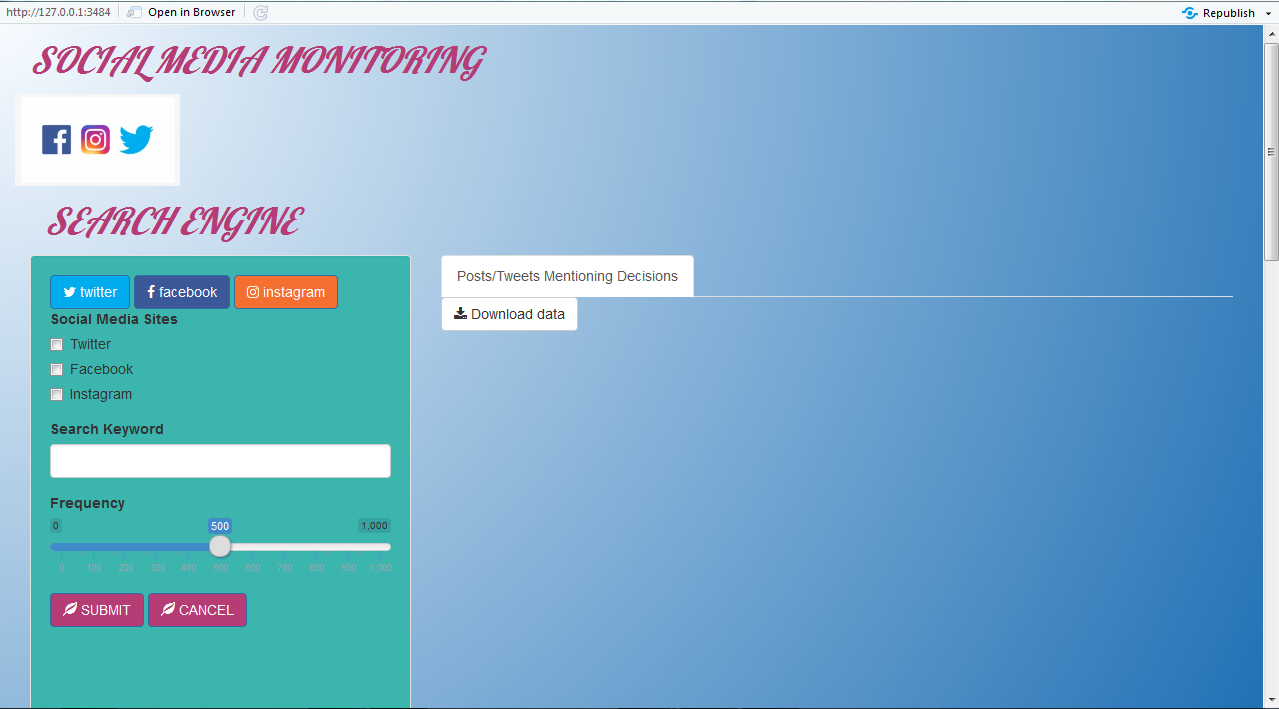 http://127.0.0.1:3484 Open in Browser Republish
SOCIAL MEDIA MONITORING
SEARCH ENGINE
twitter facebook instagram
Social Media Sites
Twitter
Facebook
Instagram
Search Keyword
Frequency
0 500 1,000
0 100 200 300 400 500 600 700 800 900 1,000
SUBMIT CANCEL
Posts/Tweets Mentioning Decisions
Download data